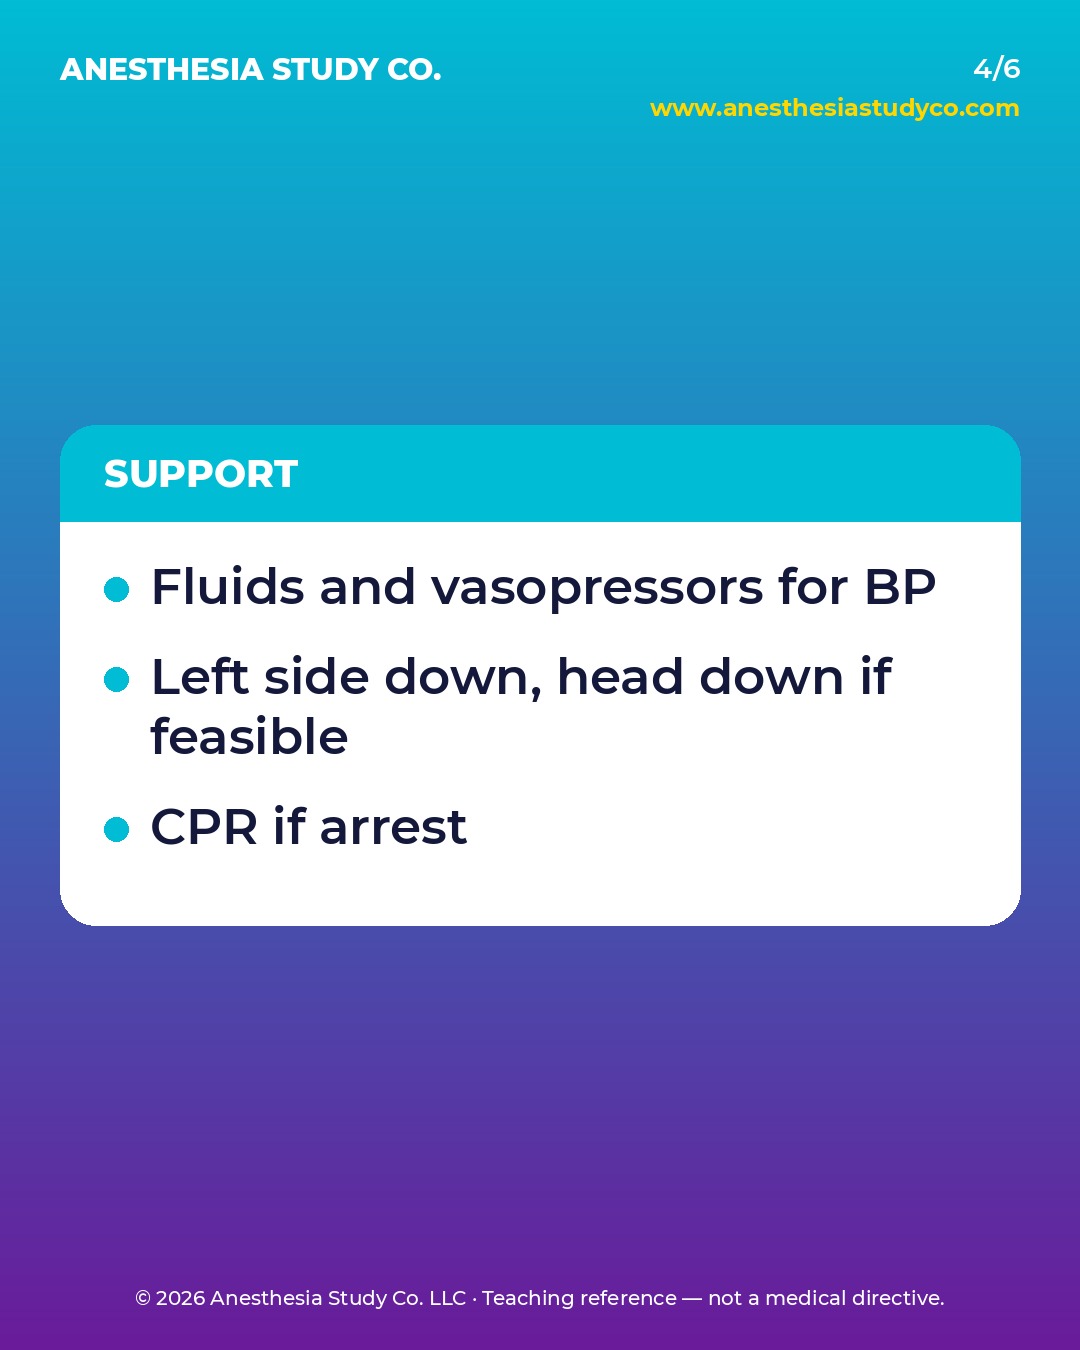 ANESTHESIA STUDY CO.
4/6
www.anesthesiastudyco.com
SUPPORT
Fluids and vasopressors for BP
Left side down, head down if
feasible
CPR if arrest
© 2026 Anesthesia Study Co. LLC · Teaching reference — not a medical directive.